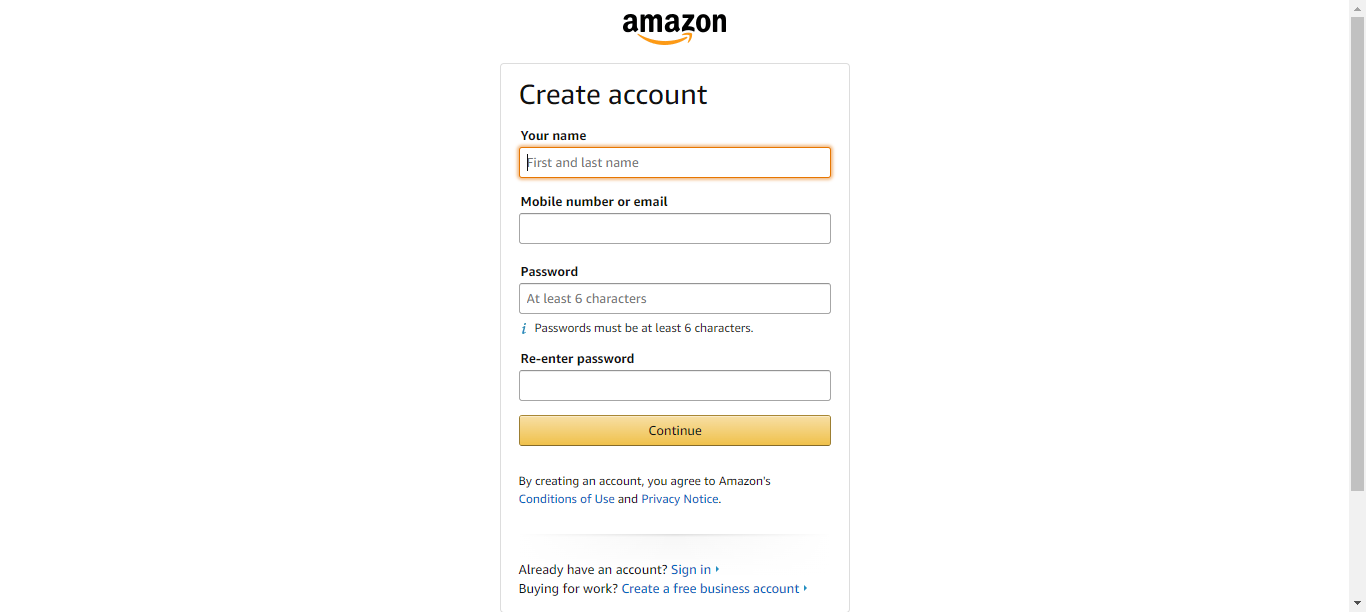 amazon
Create account
Your name
First and last name
Mobile number or email
Password
At least 6 characters
i Passwords must be at least 6 characters.
Re-enter password
Continue
By creating an account, you agree to Amazon's
Conditions of Use and Privacy Notice.
Already have an account? Sign in
Buying for work? Create a free business account